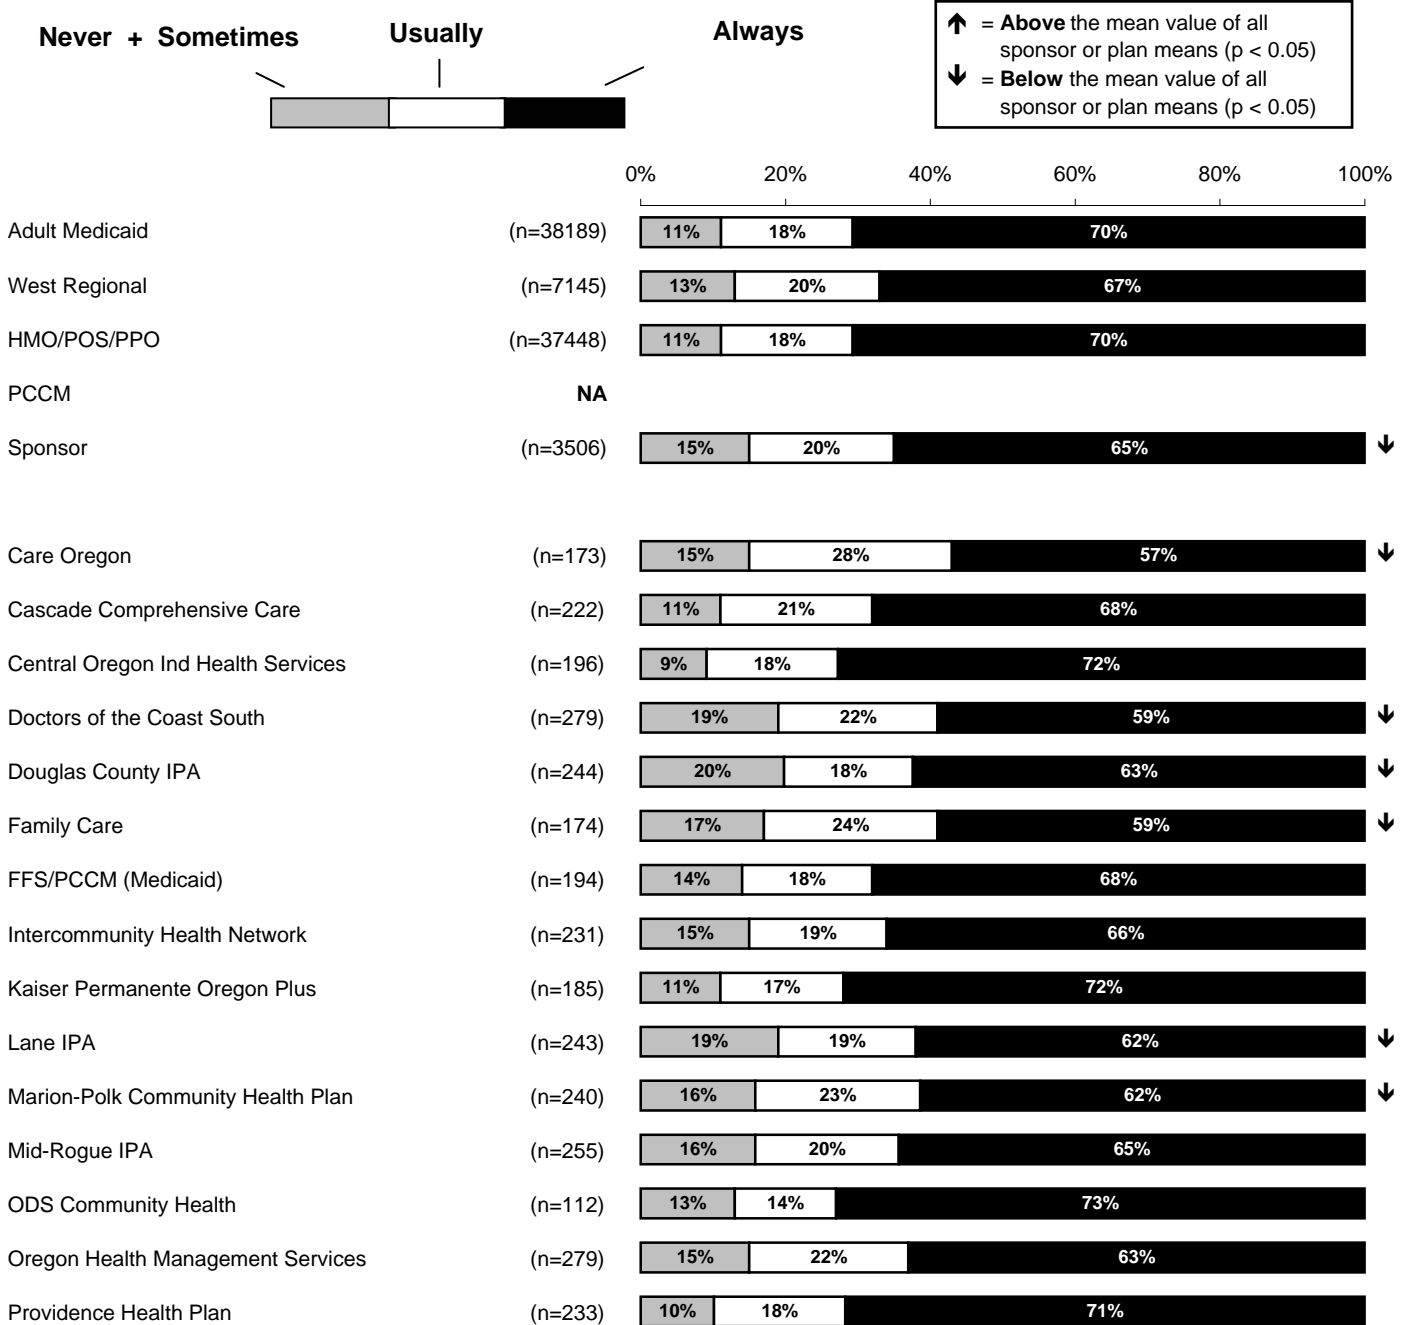 Never + Sometimes Usually Always
↑ = Above the mean value of all
sponsor or plan means (p < 0.05)
↓ = Below the mean value of all
sponsor or plan means (p < 0.05)
0% 20% 40% 60% 80% 100%
Adult Medicaid (n=38189) 11% 18% 70%
West Regional (n=7145) 13% 20% 67%
HMO/POS/PPO (n=37448) 11% 18% 70%
PCCM NA
Sponsor (n=3506) 15% 20% 65% ↓
Care Oregon (n=173) 15% 28% 57% ↓
Cascade Comprehensive Care (n=222) 11% 21% 68%
Central Oregon Ind Health Services (n=196) 9% 18% 72%
Doctors of the Coast South (n=279) 19% 22% 59% ↓
Douglas County IPA (n=244) 20% 18% 63% ↓
Family Care (n=174) 17% 24% 59% ↓
FFS/PCCM (Medicaid) (n=194) 14% 18% 68%
Intercommunity Health Network (n=231) 15% 19% 66%
Kaiser Permanente Oregon Plus (n=185) 11% 17% 72%
Lane IPA (n=243) 19% 19% 62% ↓
Marion-Polk Community Health Plan (n=240) 16% 23% 62% ↓
Mid-Rogue IPA (n=255) 16% 20% 65%
ODS Community Health (n=112) 13% 14% 73%
Oregon Health Management Services (n=279) 15% 22% 63%
Providence Health Plan (n=233) 10% 18% 71%